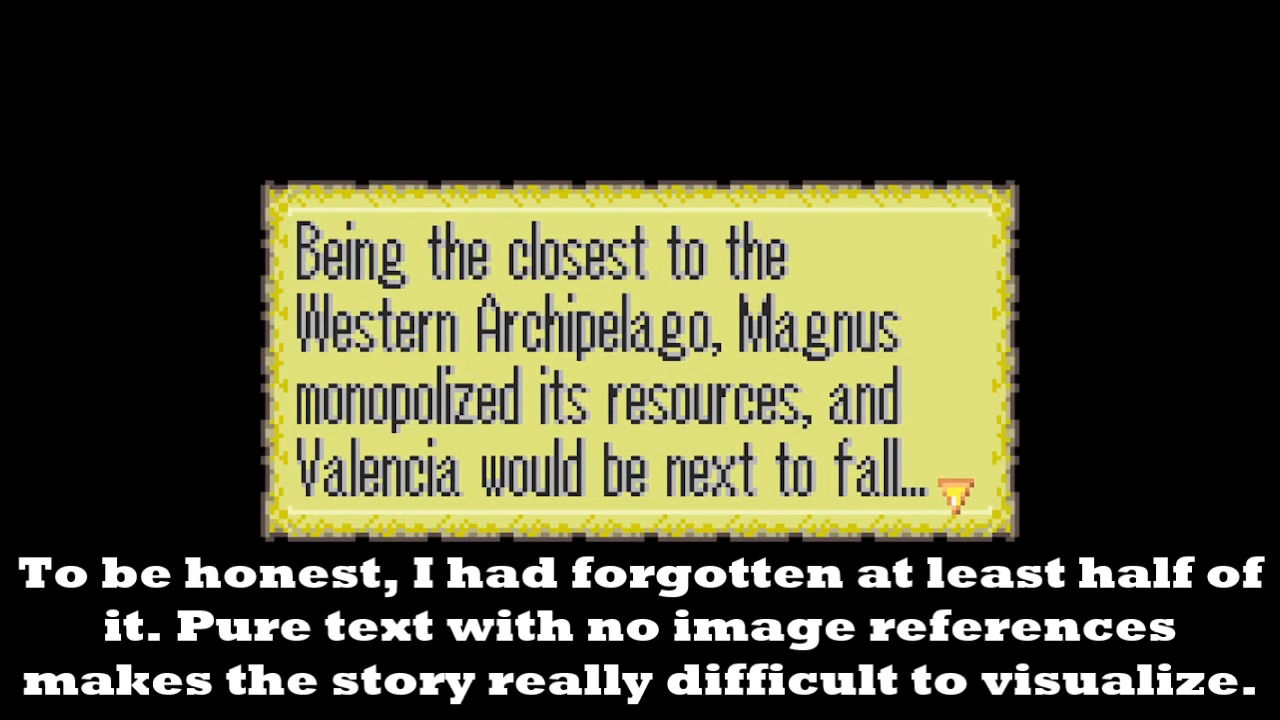 Being the closest to the
Western Archipelago, Magnus
monopolized its resources, and
Valencia would be next to fall...
To be honest, I had forgotten at least half of
it. Pure text with no image references
makes the story really difficult to visualize.